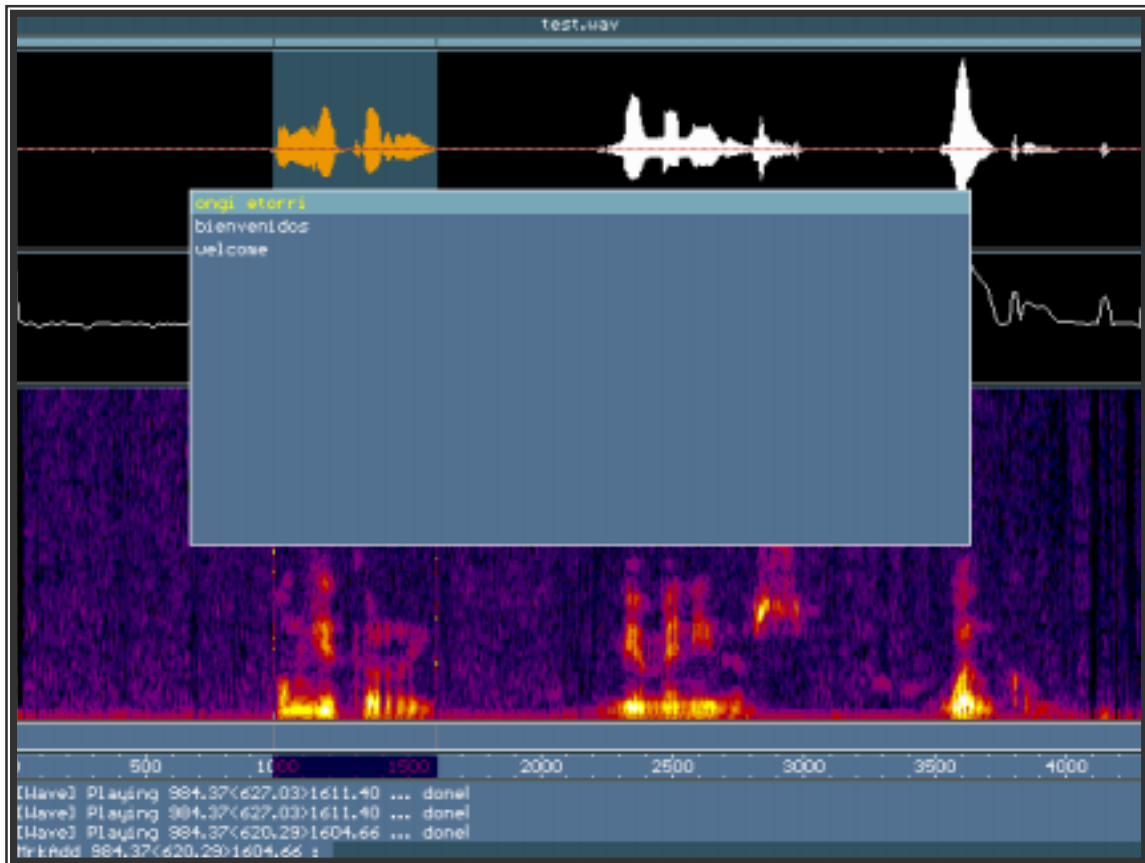 test.wav
ongi etorri
bienvenidos
welcome
500 1000 1500 2000 2500 3000 3500 4000
[Wave] Playing 984.37<627.03>1611.40 ... done!
[Wave] Playing 984.37<627.03>1611.40 ... done!
[Wave] Playing 984.37<620.29>1604.66 ... done!
MrkAdd 984.37<620.29>1604.66 :